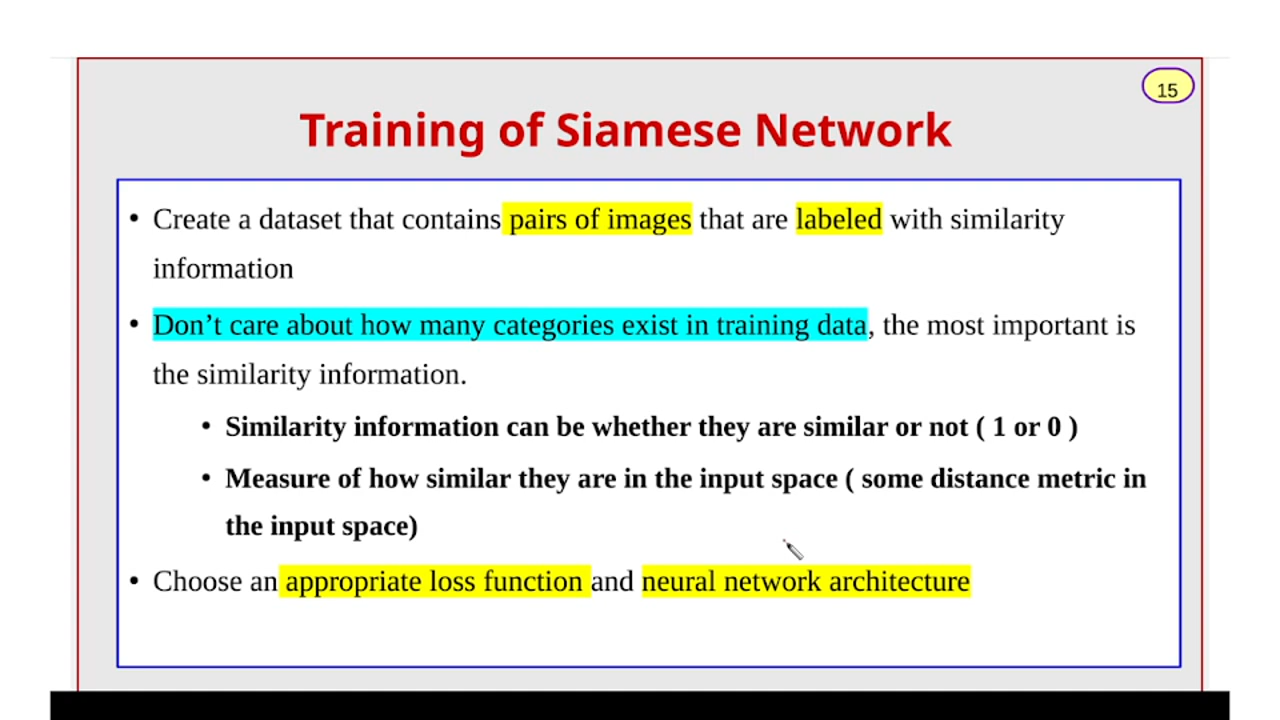 15
Training of Siamese Network
• Create a dataset that contains pairs of images that are labeled with similarity
information
• Don’t care about how many categories exist in training data, the most important is
the similarity information.
• Similarity information can be whether they are similar or not ( 1 or 0 )
• Measure of how similar they are in the input space ( some distance metric in
the input space)
• Choose an appropriate loss function and neural network architecture